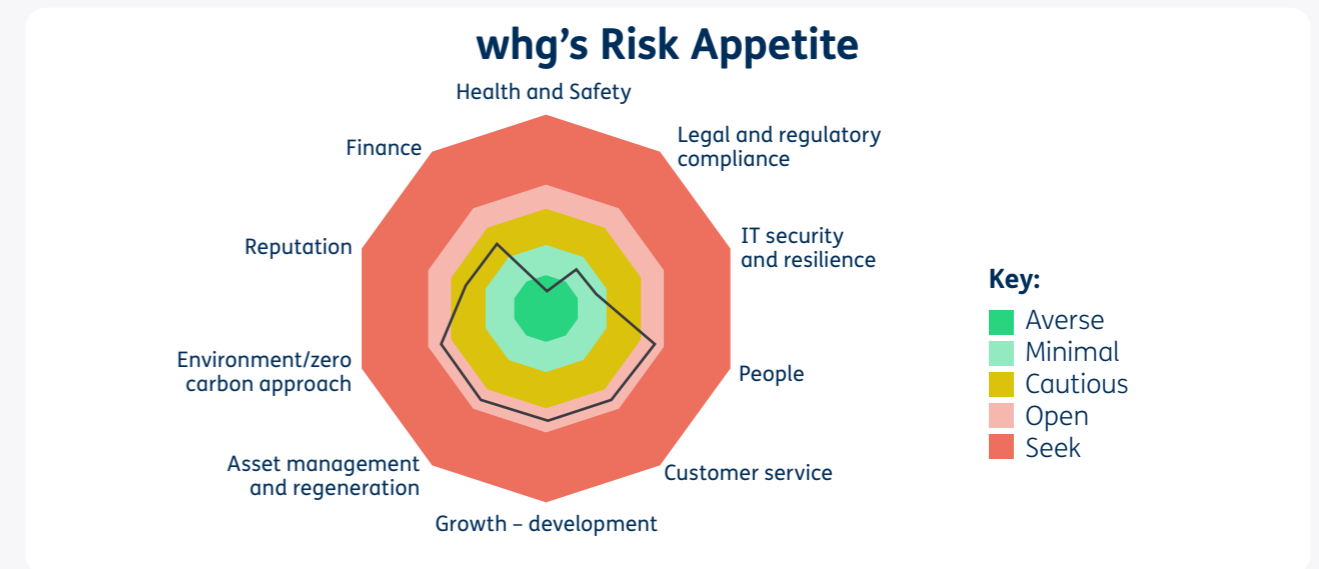 whg’s Risk Appetite
Health and Safety
Legal and regulatory
compliance
Finance
IT security
and resilience
Reputation
Key:
Averse
Minimal
Cautious
Open
Seek
Environment/zero
carbon approach
People
Asset management
and regeneration
Customer service
Growth – development